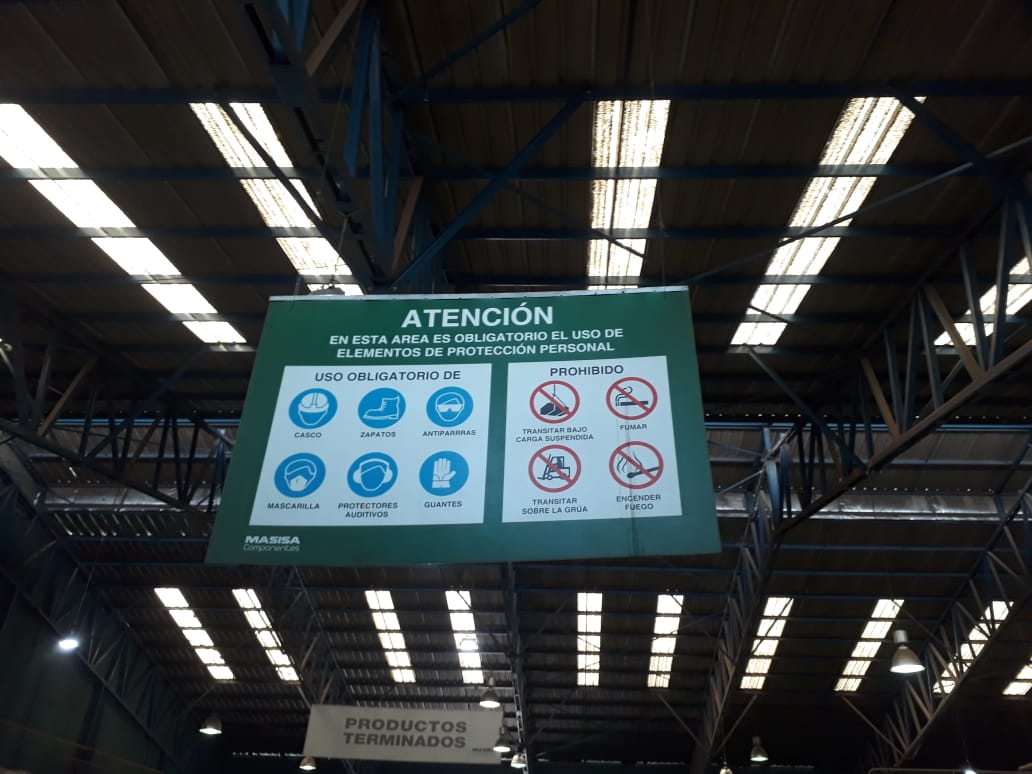 ATENCIÓN
EN ESTA AREA ES OBLIGATORIO EL USO DE
ELEMENTOS DE PROTECCIÓN PERSONAL
USO OBLIGATORIO DE
CASCO
ZAPATOS
ANTIPARRRAS
MASCARILLA
PROTECTORES
AUDITIVOS
GUANTES
PROHIBIDO
TRANSITAR BAJO
CARGA SUSPENDIDA
FUMAR
TRANSITAR
SOBRE LA GRÚA
ENCENDER
FUEGO
MASISA
Componentes
PRODUCTOS
TERMINADOS
MASISA